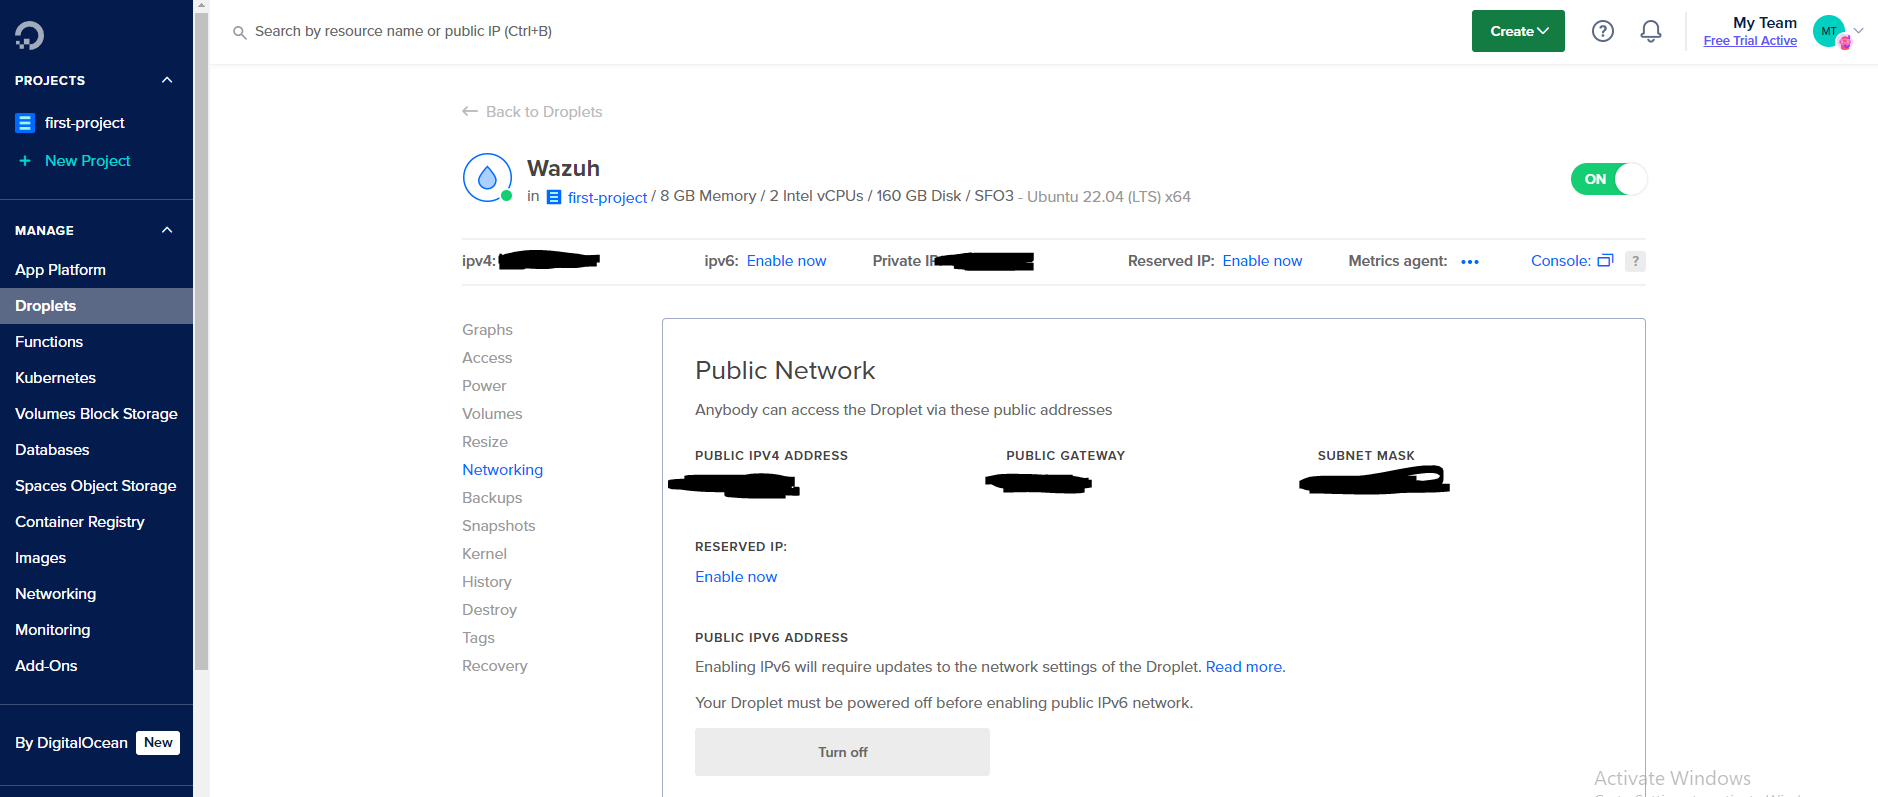 Search by resource name or public IP (Ctrl+B)
Create
My Team
Free Trial Active
MT
PROJECTS
first-project
+ New Project
MANAGE
App Platform
Droplets
Functions
Kubernetes
Volumes Block Storage
Databases
Spaces Object Storage
Container Registry
Images
Networking
Monitoring
Add-Ons
By DigitalOcean New
← Back to Droplets
Wazuh
in first-project / 8 GB Memory / 2 Intel vCPUs / 160 GB Disk / SFO3 - Ubuntu 22.04 (LTS) x64
ON
ipv4: ipv6: Enable now Private IP Reserved IP: Enable now Metrics agent: ••• Console: ?
Graphs
Access
Power
Volumes
Resize
Networking
Backups
Snapshots
Kernel
History
Destroy
Tags
Recovery
Public Network
Anybody can access the Droplet via these public addresses
PUBLIC IPV4 ADDRESS PUBLIC GATEWAY SUBNET MASK
RESERVED IP:
Enable now
PUBLIC IPV6 ADDRESS
Enabling IPv6 will require updates to the network settings of the Droplet. Read more.
Your Droplet must be powered off before enabling public IPv6 network.
Turn off
Activate Windows